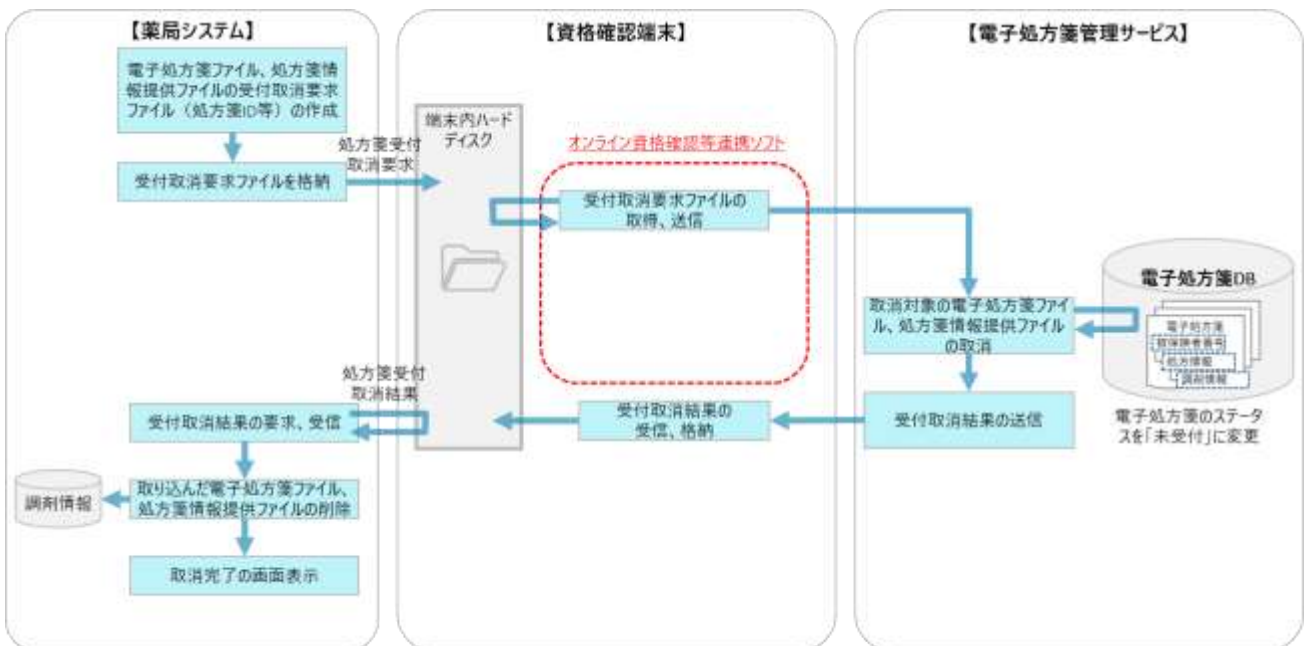 【薬局システム】
電子処方箋ファイル、処方箋情
報提供ファイルの受付取消要求
ファイル（処方箋ID等）の作成
受付取消要求ファイルを格納
処方箋受付
取消要求
処方箋受付
取消結果
受付取消結果の要求、受信
取り込んだ電子処方箋ファイル、
処方箋情報提供ファイルの削除
調剤情報
取消完了の画面表示
【資格確認端末】
端末内ハード
ディスク
オンライン資格確認等連携ソフト
受付取消要求ファイルの
取得、送信
受付取消結果の
受信、格納
【電子処方箋管理サービス】
取消対象の電子処方箋ファイ
ル、処方箋情報提供ファイル
の取消
受付取消結果の送信
電子処方箋DB
電子処方箋
被保険者番号
処方情報
調剤情報
電子処方箋のステータ
スを「未受付」に変更